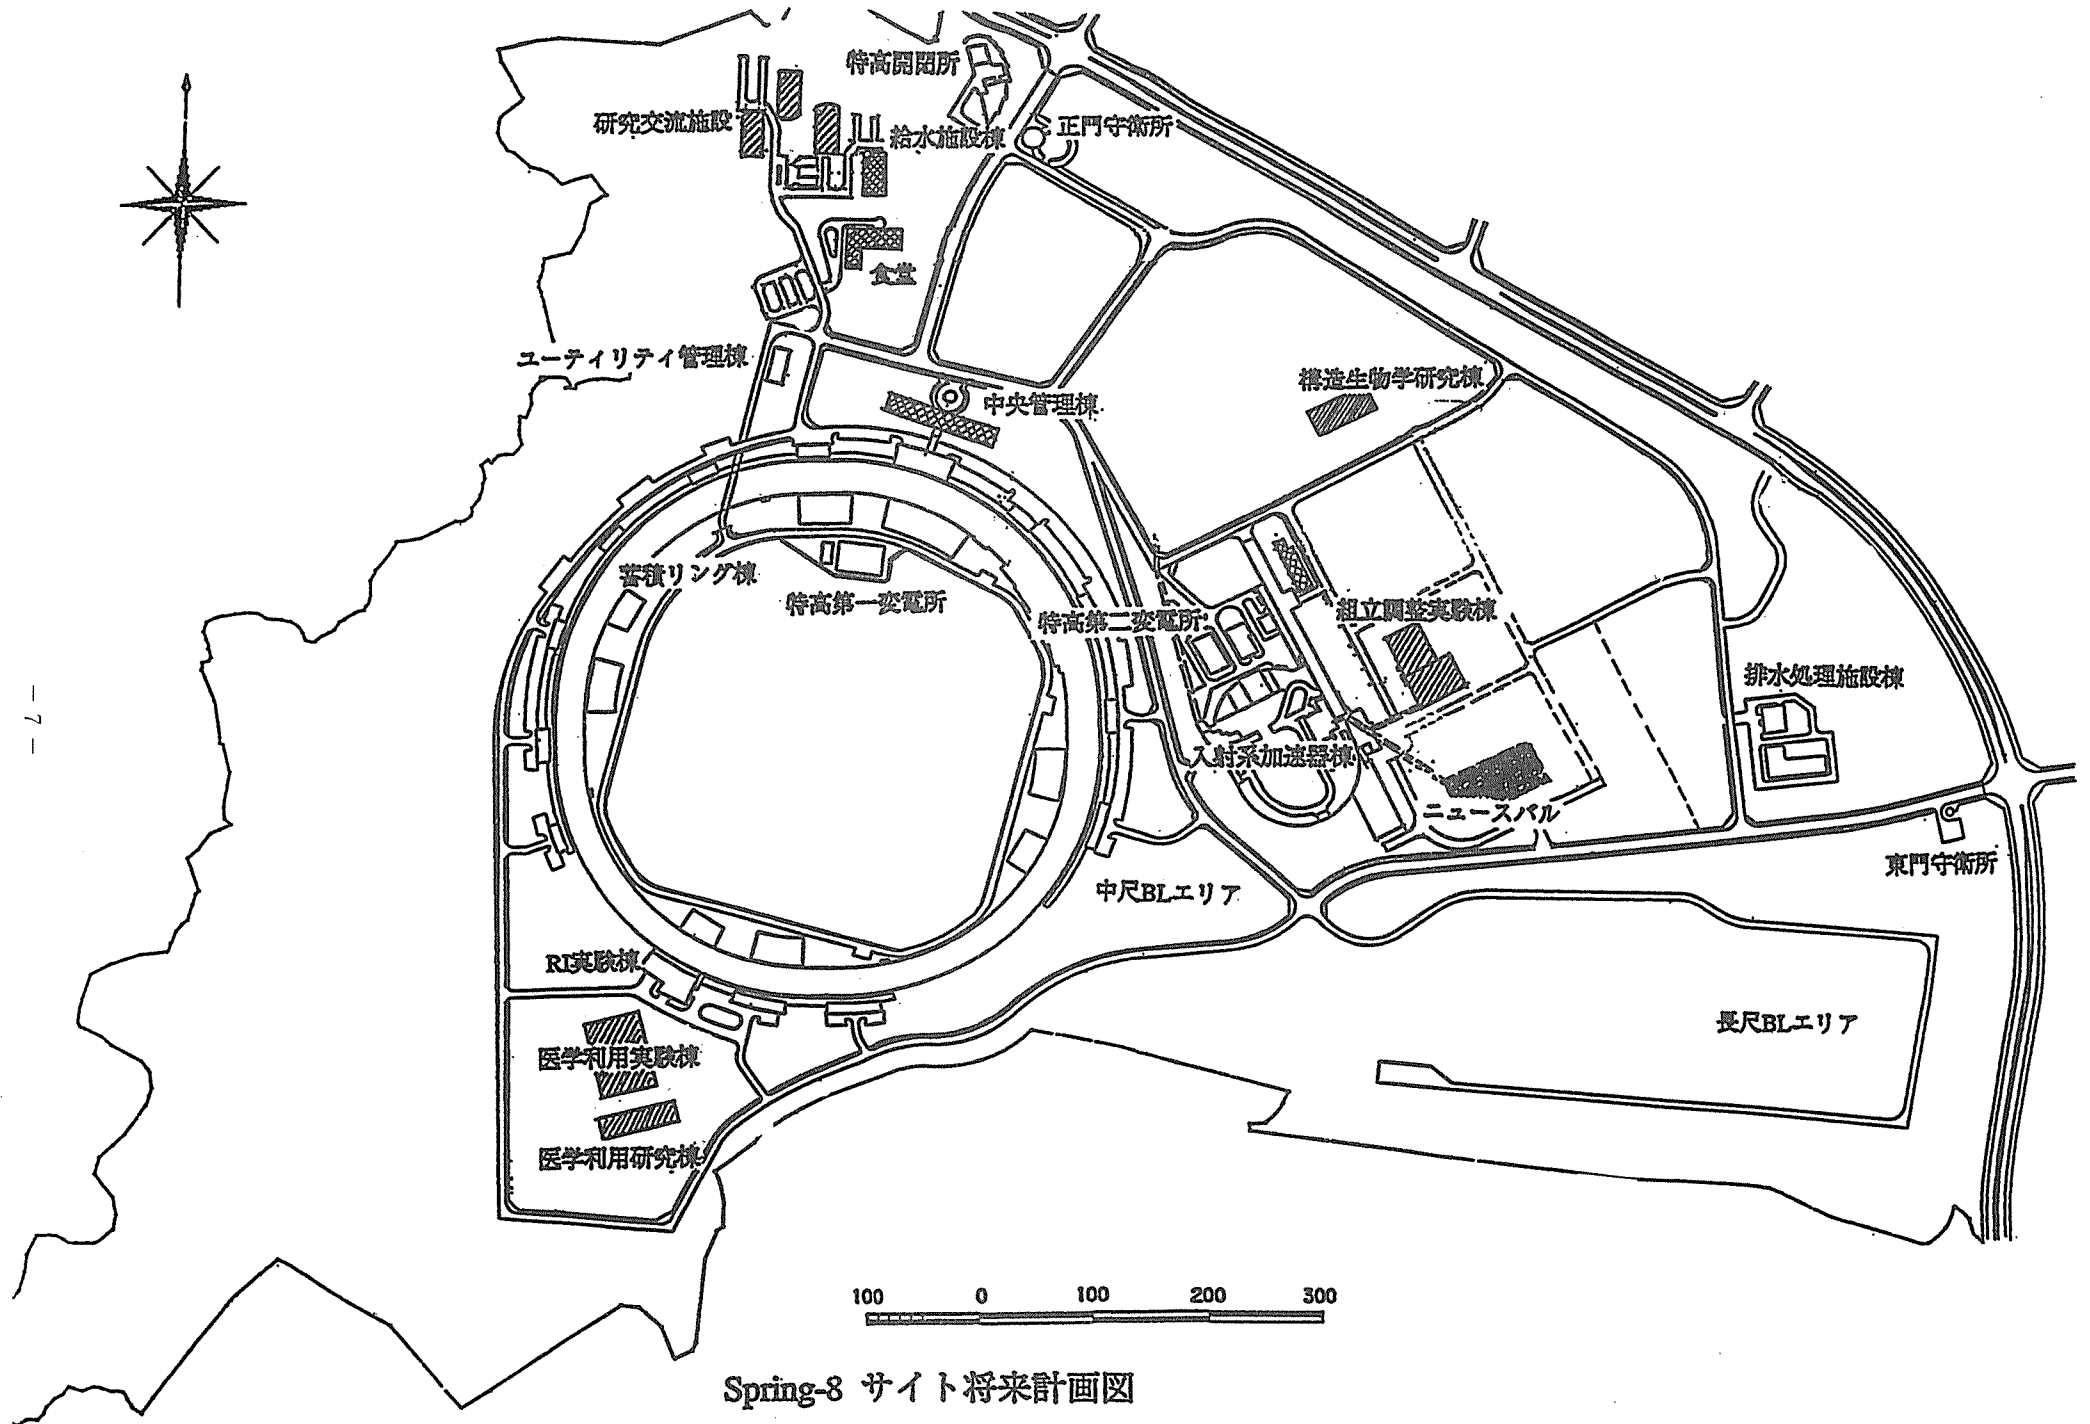 特高開閉所
研究交流施設
給水施設棟
正門守衛所
食堂
ユーティリティ管理棟
中央管理棟
構造生物学研究棟
蓄積リング棟
特高第一変電所
特高第二変電所
組立調整実験棟
排水処理施設棟
入射系加速器棟
ニュースバル
東門守衛所
中尺BLエリア
RI実験棟
長尺BLエリア
医学利用実験棟
医学利用研究棟
100 0 100 200 300
Spring-8 サイト将来計画図
- 7 -